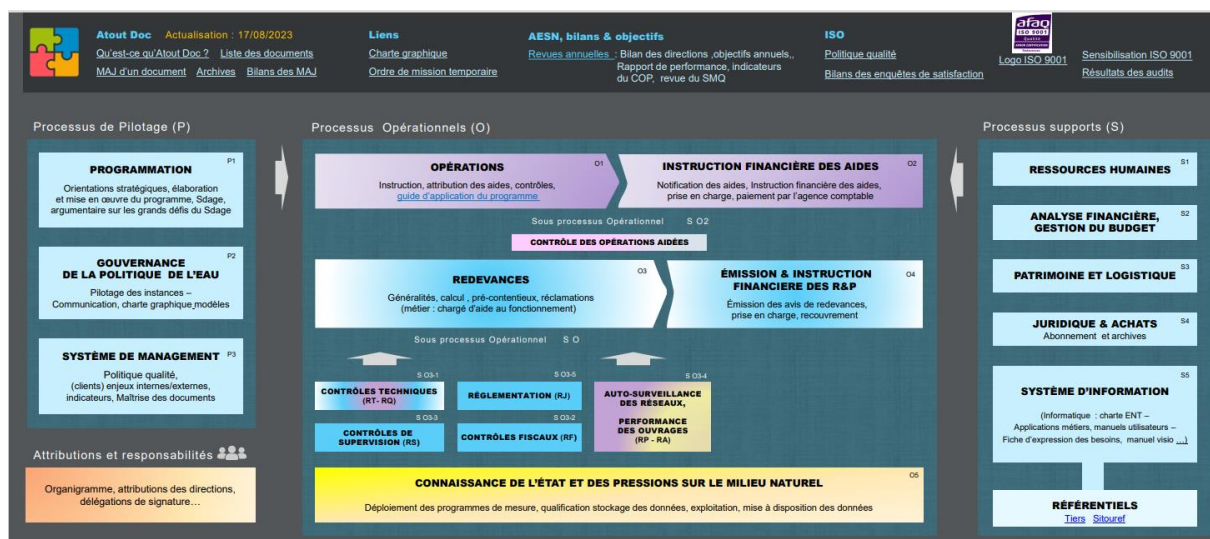 Atout Doc Actualisation : 17/08/2023
Qu'est-ce qu'Atout Doc ? Liste des documents
MAJ d'un document Archives Bilans des MAJ
Liens
Charte graphique
Ordre de mission temporaire
AESN, bilans & objectifs
Revues annuelles : Bilan des directions ,objectifs annuels,,
Rapport de performance, indicateurs
du COP, revue du SMQ
ISO
Politique qualité
Bilans des enquêtes de satisfaction
afaq
ISO 9001
Qualité
Logo ISO 9001
Sensibilisation ISO 9001
Résultats des audits
Processus de Pilotage (P)
P1
PROGRAMMATION
Orientations stratégiques, élaboration
et mise en œuvre du programme, Sdage,
argumentaire sur les grands défis du Sdage
P2
GOUVERNANCE
DE LA POLITIQUE DE L'EAU
Pilotage des instances –
Communication, charte graphique,modèles
SYSTÈME DE MANAGEMENT P3
Politique qualité,
(clients) enjeux internes/externes,
indicateurs, Maîtrise des documents
Attributions et responsabilités
Organigramme, attributions des directions,
délégations de signature…
Processus Opérationnels (O)
OPÉRATIONS O1
Instruction, attribution des aides, contrôles,
guide d'application du programme
INSTRUCTION FINANCIÈRE DES AIDES O2
Notification des aides, Instruction financière des aides,
prise en charge, paiement par l'agence comptable
Sous processus Opérationnel S O2
CONTRÔLE DES OPÉRATIONS AIDÉES
REDEVANCES O3
Généralités, calcul , pré-contentieux, réclamations
(métier : chargé d'aide au fonctionnement)
ÉMISSION & INSTRUCTION O4
FINANCIERE DES R&P
Émission des avis de redevances,
prise en charge, recouvrement
Sous processus Opérationnel S O
S O3-1
CONTRÔLES TECHNIQUES
(RT- RQ)
S O3-5
RÉGLEMENTATION (RJ)
S O3-4
AUTO-SURVEILLANCE
DES RÉSEAUX,
PERFORMANCE
DES OUVRAGES
(RP - RA)
S O3-3
CONTRÔLES DE
SUPERVISION (RS)
S O3-2
CONTRÔLES FISCAUX (RF)
O5
CONNAISSANCE DE L'ÉTAT ET DES PRESSIONS SUR LE MILIEU NATUREL
Déploiement des programmes de mesure, qualification stockage des données, exploitation, mise à disposition des données
Processus supports (S)
RESSOURCES HUMAINES S1
ANALYSE FINANCIÈRE, S2
GESTION DU BUDGET
PATRIMOINE ET LOGISTIQUE S3
JURIDIQUE & ACHATS S4
Abonnement et archives
S5
SYSTÈME D'INFORMATION
(Informatique : charte ENT –
Applications métiers, manuels utilisateurs –
Fiche d'expression des besoins, manuel visio ....)
RÉFÉRENTIELS
Tiers Sitouref